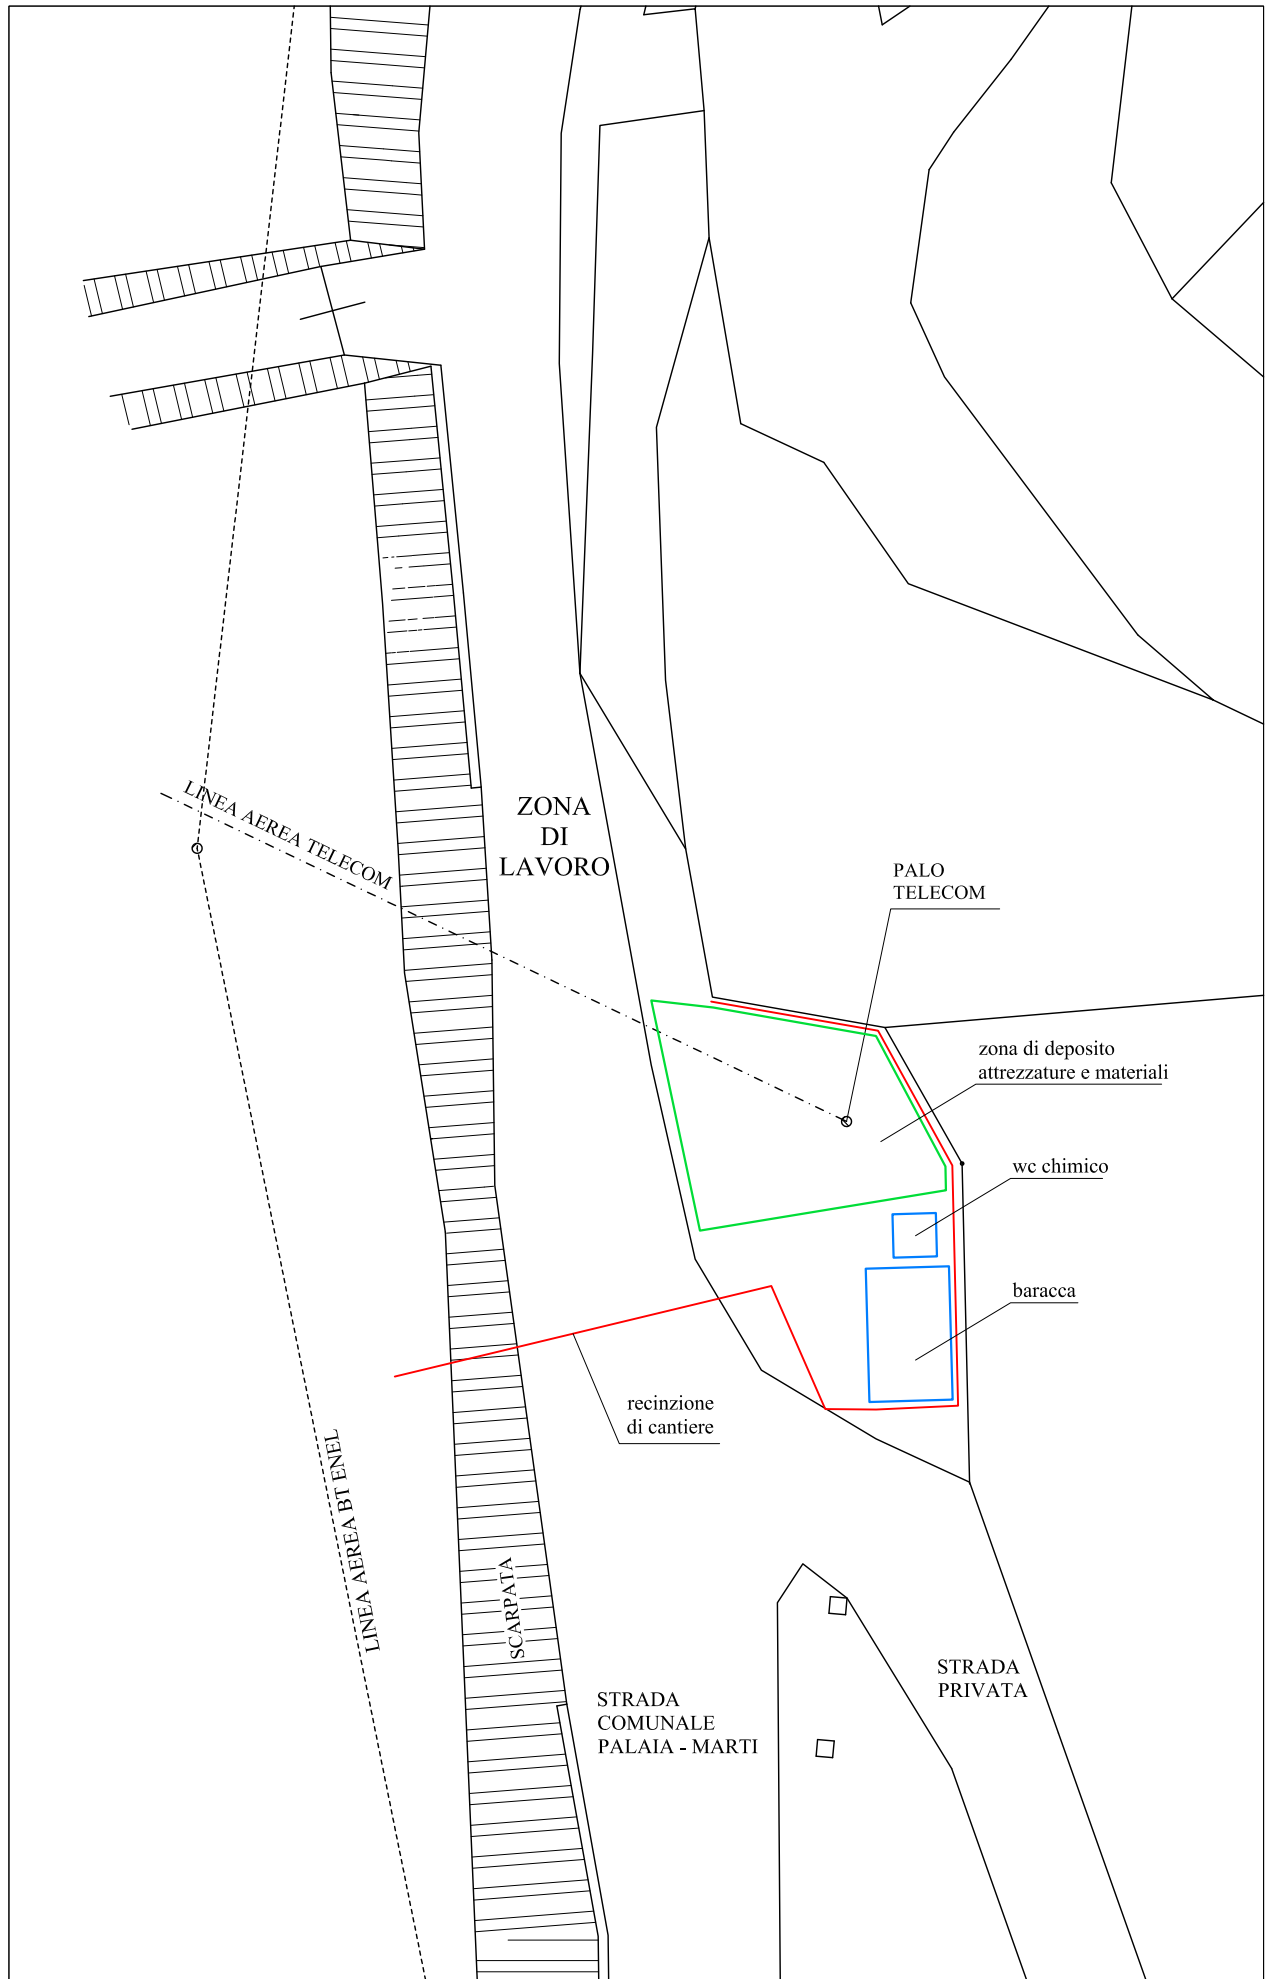 LINEA AEREA TELECOM
ZONA
DI
LAVORO
PALO
TELECOM
zona di deposito
attrezzature e materiali
wc chimico
baracca
recinzione
di cantiere
LINEA AEREA BT ENEL
SCARPATA
STRADA
PRIVATA
STRADA
COMUNALE
PALAIA - MARTI